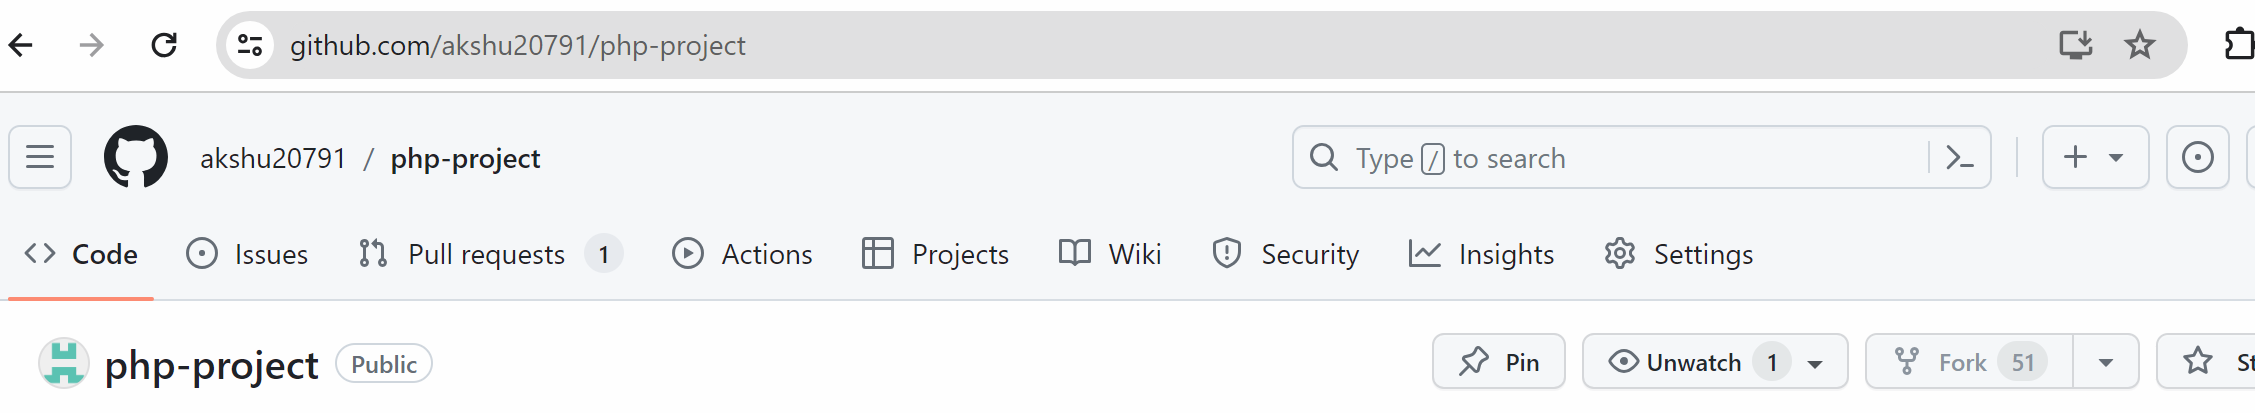 github.com/akshu20791/php-project
akshu20791 / php-project
Type / to search
Code Issues Pull requests 1 Actions Projects Wiki Security Insights Settings
php-project Public Pin Unwatch 1 Fork 51